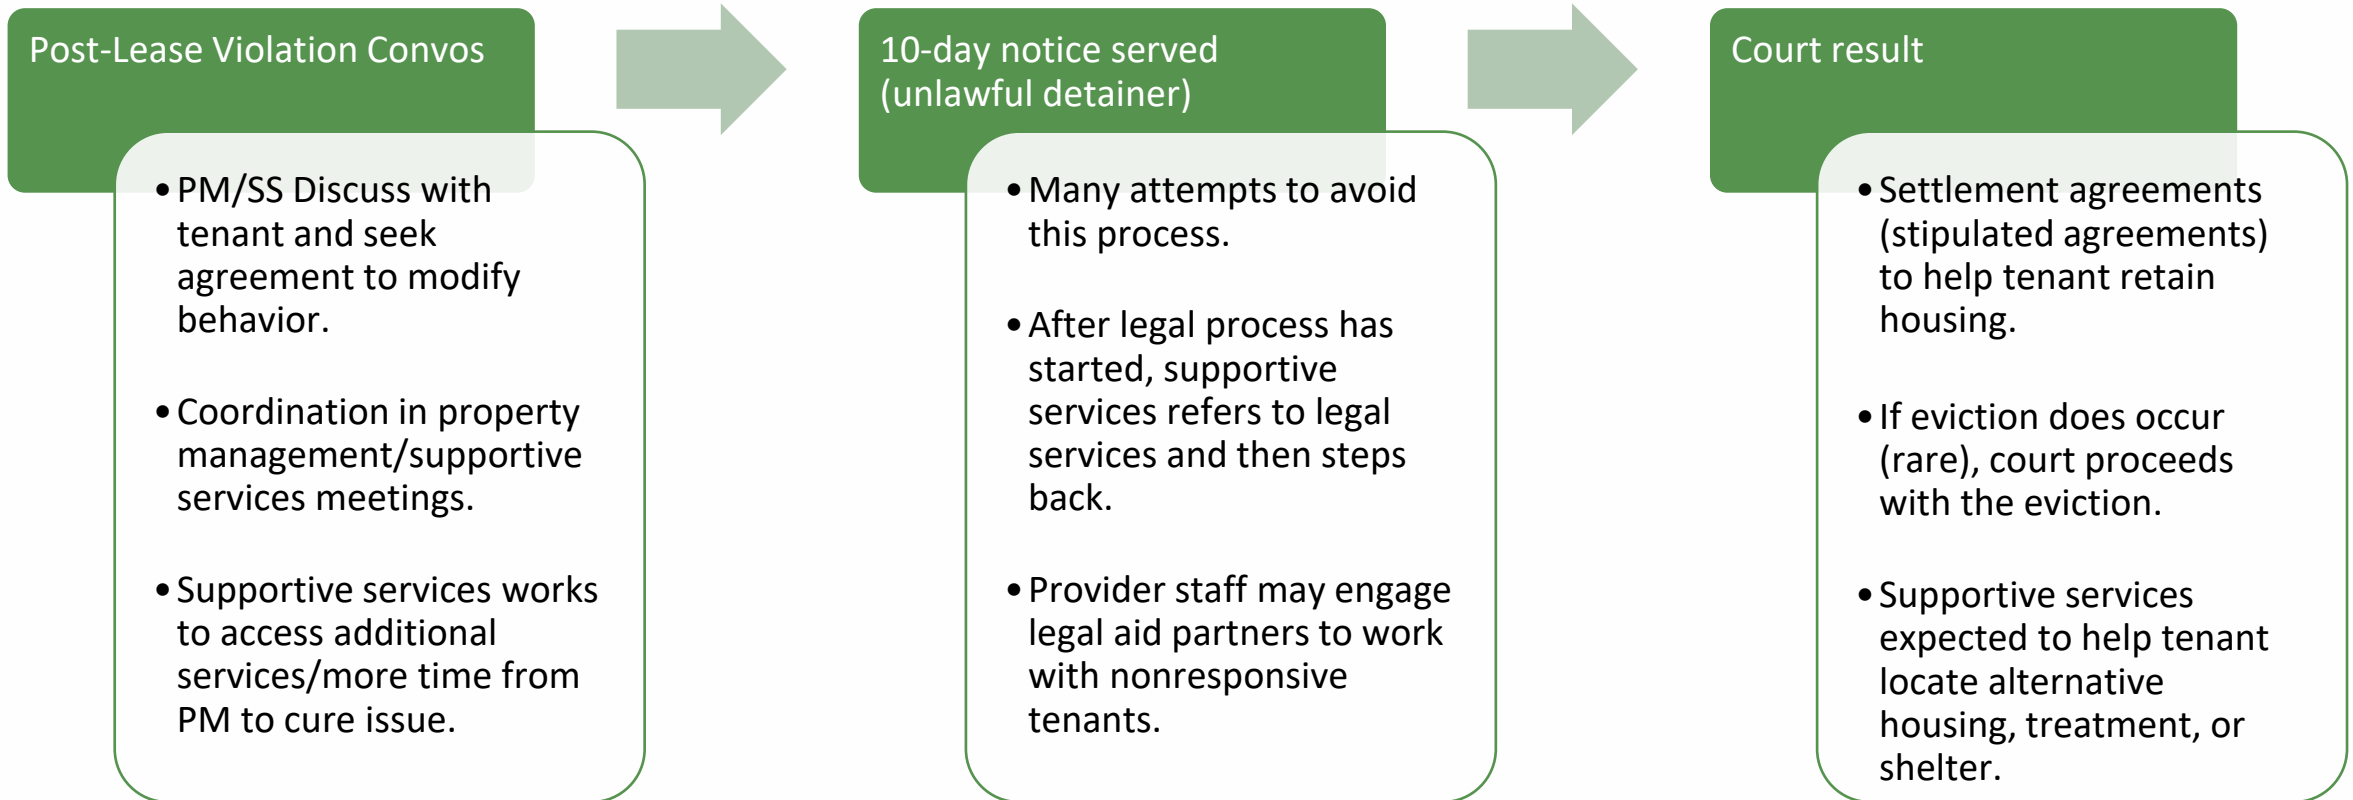 Post-Lease Violation Convos
•PM/SS Discuss with
tenant and seek
agreement to modify
behavior.
•Coordination in property
management/supportive
services meetings.
•Supportive services works
to access additional
services/more time from
PM to cure issue.
10-day notice served
(unlawful detainer)
•Many attempts to avoid
this process.
•After legal process has
started, supportive
services refers to legal
services and then steps
back.
•Provider staff may engage
legal aid partners to work
with nonresponsive
tenants.
Court result
•Settlement agreements
(stipulated agreements)
to help tenant retain
housing.
•If eviction does occur
(rare), court proceeds
with the eviction.
•Supportive services
expected to help tenant
locate alternative
housing, treatment, or
shelter.